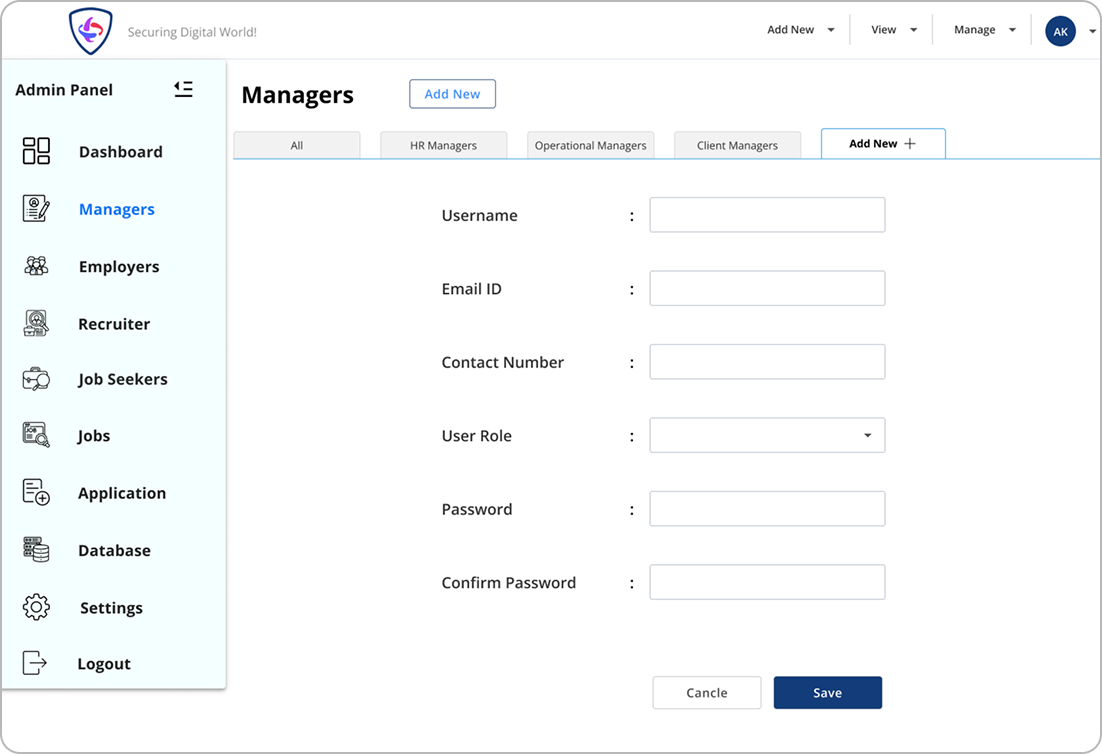 Securing Digital World!
Add New
View
Manage
AK
Admin Panel
Dashboard
Managers
Employers
Recruiter
Job Seekers
JOB
Jobs
Application
Database
Settings
Logout
Managers
Add New
All
HR Managers
Operational Managers
Client Managers
Add New +
Username :
Email ID :
Contact Number :
User Role :
Password :
Confirm Password :
Cancle
Save